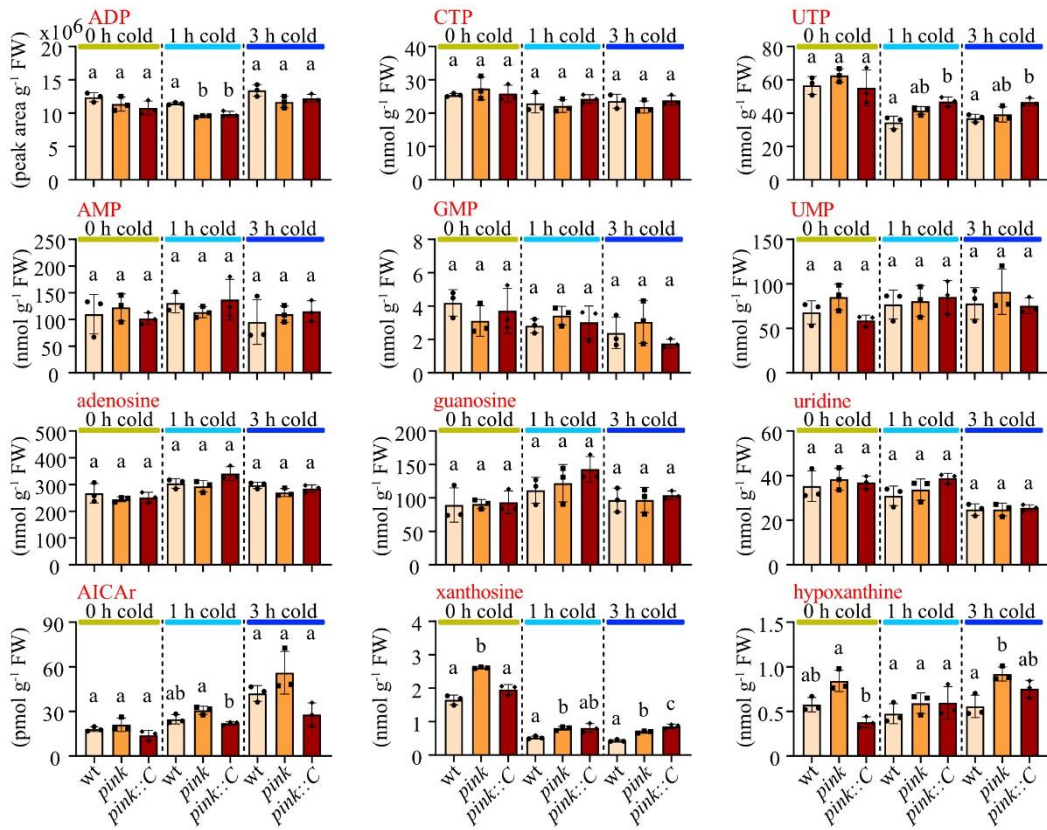 ADP CTP UTP
×10⁶
0 h cold 1 h cold 3 h cold 0 h cold 1 h cold 3 h cold 0 h cold 1 h cold 3 h cold
(peak area g⁻¹ FW) 20 15 10 5 0 a a a a b b a a a
(nmol g⁻¹ FW) 40 30 20 10 0 a a a a a a a a a
(nmol g⁻¹ FW) 80 60 40 20 0 a a a a ab b a ab b
AMP GMP UMP
0 h cold 1 h cold 3 h cold 0 h cold 1 h cold 3 h cold 0 h cold 1 h cold 3 h cold
(nmol g⁻¹ FW) 250 200 150 100 50 0 a a a a a a a a a
(nmol g⁻¹ FW) 8 6 4 2 0 a a a a a a a a a
(nmol g⁻¹ FW) 150 100 50 0 a a a a a a a a a
adenosine guanosine uridine
0 h cold 1 h cold 3 h cold 0 h cold 1 h cold 3 h cold 0 h cold 1 h cold 3 h cold
(nmol g⁻¹ FW) 500 400 300 200 100 0 a a a a a a a a a
(nmol g⁻¹ FW) 200 150 100 50 0 a a a a a a a a a
(nmol g⁻¹ FW) 60 40 20 0 a a a a a a a a a
AICAr xanthosine hypoxanthine
0 h cold 1 h cold 3 h cold 0 h cold 1 h cold 3 h cold 0 h cold 1 h cold 3 h cold
(pmol g⁻¹ FW) 90 60 30 0 a a a ab a b a a a
(nmol g⁻¹ FW) 4 3 2 1 0 a b a a b ab a b c
(nmol g⁻¹ FW) 1.5 1.0 0.5 0 ab a b a a a a b ab
wt pink pink::C wt pink pink::C wt pink pink::C
wt pink pink::C wt pink pink::C wt pink pink::C
wt pink pink::C wt pink pink::C wt pink pink::C